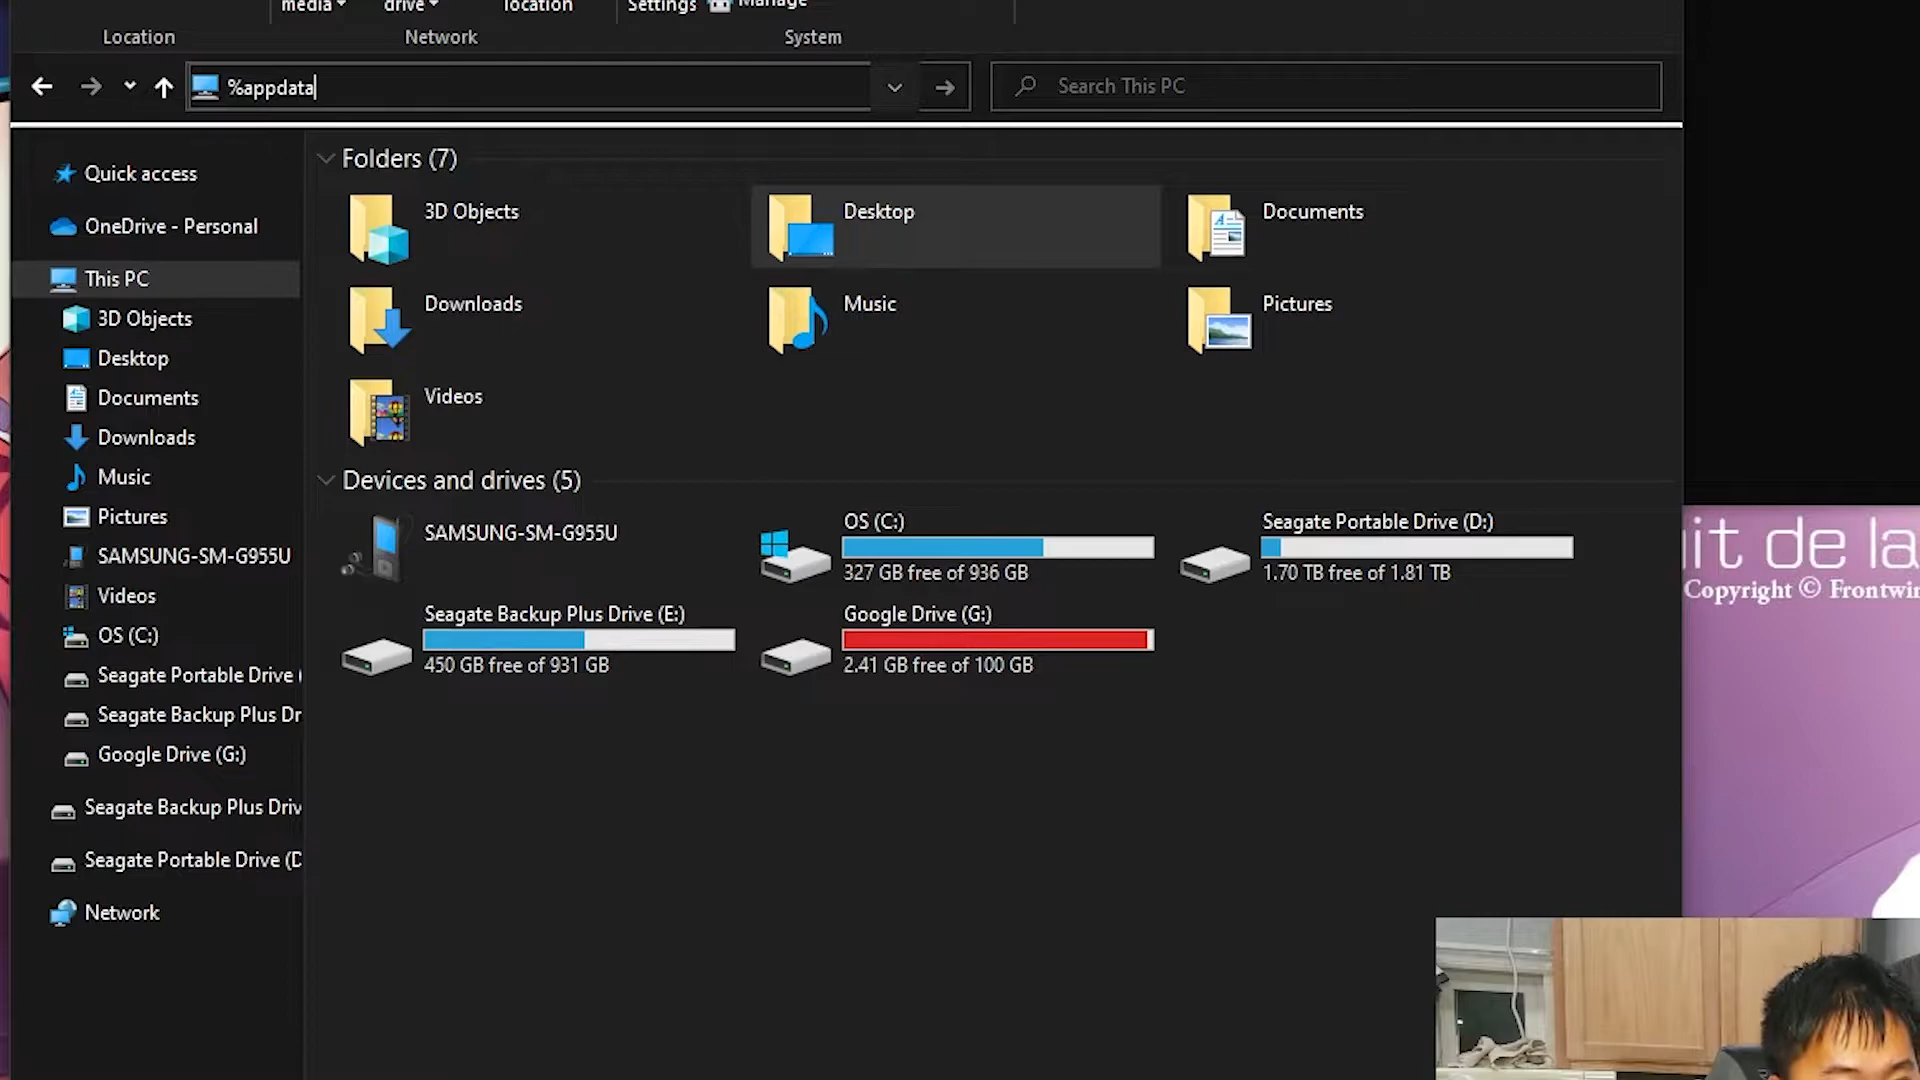 media
drive
location
Settings
Manage
Location
Network
System
%appdata
Search This PC
Quick access
OneDrive - Personal
This PC
3D Objects
Desktop
Documents
Downloads
Music
Pictures
SAMSUNG-SM-G955U
Videos
OS (C:)
Seagate Portable Drive (
Seagate Backup Plus Dr
Google Drive (G:)
Seagate Backup Plus Driv
Seagate Portable Drive (D
Network
Folders (7)
3D Objects
Desktop
Documents
Downloads
Music
Pictures
Videos
Devices and drives (5)
SAMSUNG-SM-G955U
OS (C:)
327 GB free of 936 GB
Seagate Portable Drive (D:)
1.70 TB free of 1.81 TB
Seagate Backup Plus Drive (E:)
450 GB free of 931 GB
Google Drive (G:)
2.41 GB free of 100 GB
it de la
Copyright © Frontwin